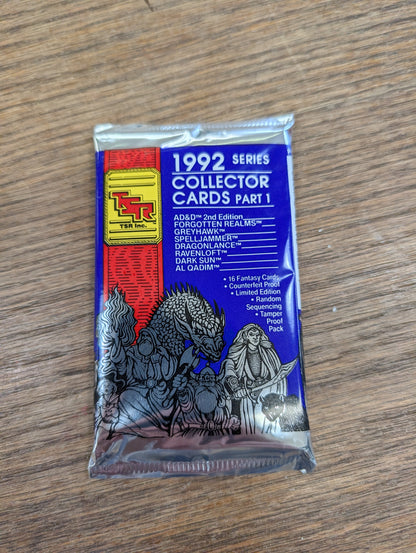 1992 SERIES
COLLECTOR
CARDS PART 1
TSR
TSR Inc.
AD&D™ 2nd Edition
FORGOTTEN REALMS™
GREYHAWK™
SPELLJAMMER™
DRAGONLANCE™
RAVENLOFT™
DARK SUN™
AL QADIM™
• 16 Fantasy Cards
• Counterfeit Proof
• Limited Edition
• Random
Sequencing
• Tamper
Proof
Pack